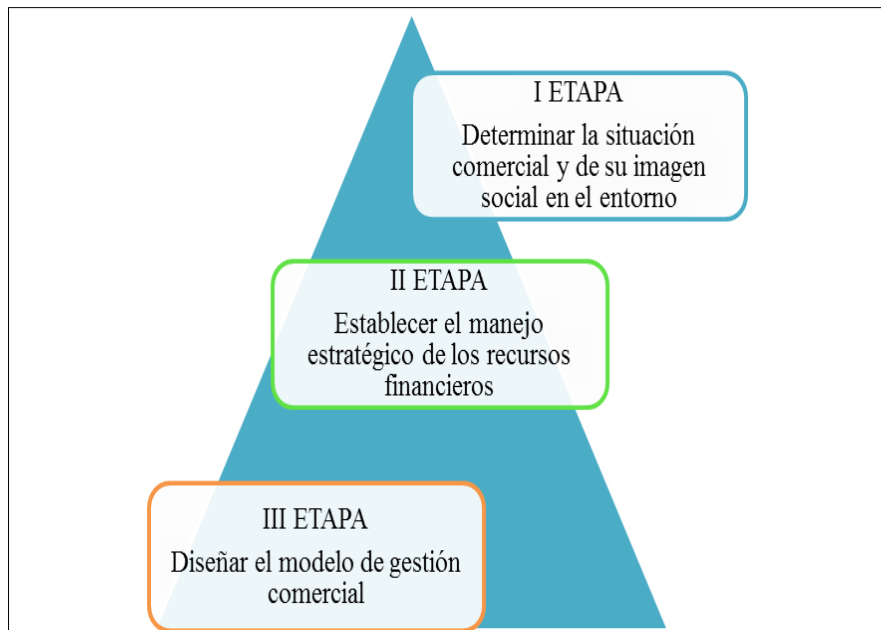 I ETAPA
Determinar la situación
comercial y de su imagen
social en el entorno
II ETAPA
Establecer el manejo
estratégico de los recursos
financieros
III ETAPA
Diseñar el modelo de gestión
comercial